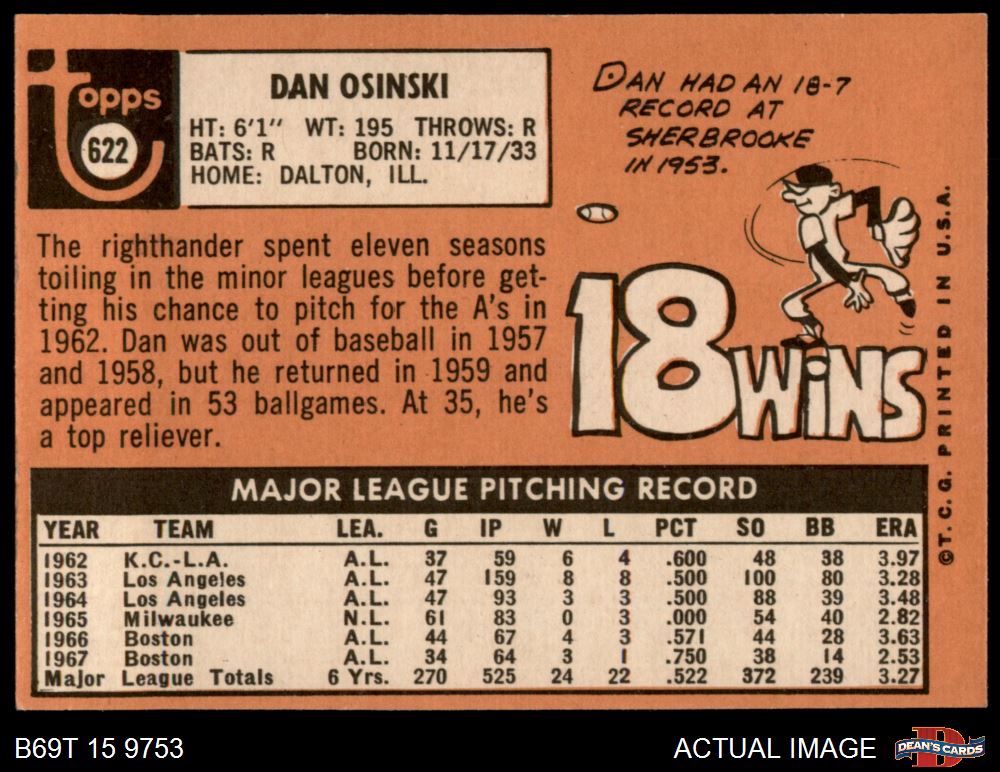 Topps
622
DAN OSINSKI
HT: 6'1" WT: 195 THROWS: R
BATS: R BORN: 11/17/33
HOME: DALTON, ILL.
DAN HAD AN 18-7
RECORD AT
SHERBROOKE
IN 1953.
The righthander spent eleven seasons
toiling in the minor leagues before get-
ting his chance to pitch for the A's in
1962. Dan was out of baseball in 1957
and 1958, but he returned in 1959 and
appeared in 53 ballgames. At 35, he's
a top reliever.
18 WiNS
©T. C. G. PRINTED IN U.S.A.
MAJOR LEAGUE PITCHING RECORD
YEAR TEAM LEA. G IP W L PCT SO BB ERA
1962 K.C.-L.A. A.L. 37 59 6 4 .600 48 38 3.97
1963 Los Angeles A.L. 47 159 8 8 .500 100 80 3.28
1964 Los Angeles A.L. 47 93 3 3 .500 88 39 3.48
1965 Milwaukee N.L. 61 83 0 3 .000 54 40 2.82
1966 Boston A.L. 44 67 4 3 .571 44 28 3.63
1967 Boston A.L. 34 64 3 1 .750 38 14 2.53
Major League Totals 6 Yrs. 270 525 24 22 .522 372 239 3.27
B69T 15 9753
ACTUAL IMAGE
DEAN'S CARDS